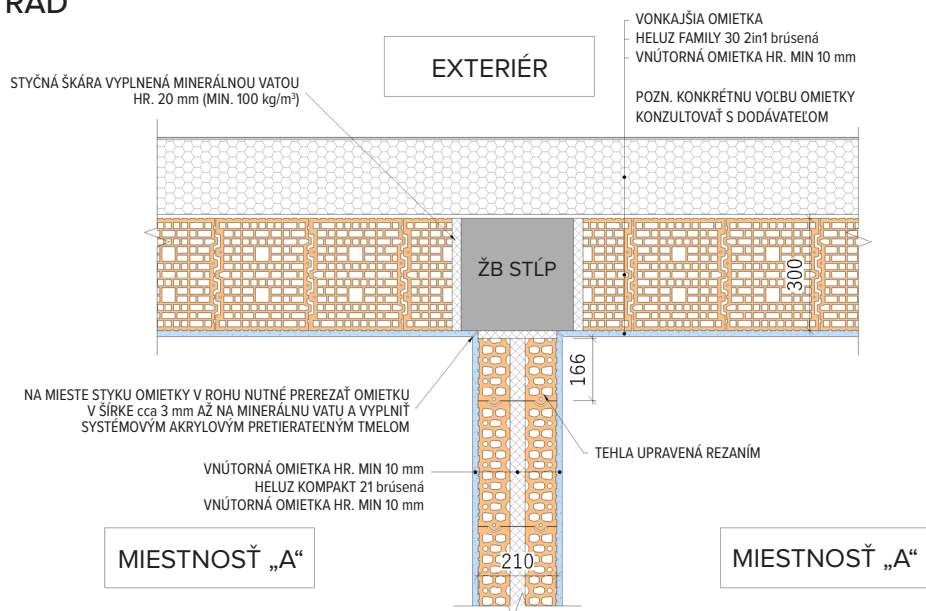 RAD
VONKAJŠIA OMIETKA
HELUZ FAMILY 30 2in1 brúsená
VNÚTORNÁ OMIETKA HR. MIN 10 mm
EXTERIÉR
STYČNÁ ŠKÁRA VYPLNENÁ MINERÁLNOU VATOU
HR. 20 mm (MIN. 100 kg/m³)
POZN. KONKRÉTNU VOĽBU OMIETKY
KONZULTOVAŤ S DODÁVATEĽOM
ŽB STĹP
300
166
NA MIESTE STYKU OMIETKY V ROHU NUTNÉ PREREZAŤ OMIETKU
V ŠÍRKE cca 3 mm AŽ NA MINERÁLNU VATU A VYPLNIŤ
SYSTÉMOVÝM AKRYLOVÝM PRETIERATEĽNÝM TMELOM
TEHLA UPRAVENÁ REZANÍM
VNÚTORNÁ OMIETKA HR. MIN 10 mm
HELUZ KOMPAKT 21 brúsená
VNÚTORNÁ OMIETKA HR. MIN 10 mm
MIESTNOSŤ „A“
210
MIESTNOSŤ „A“